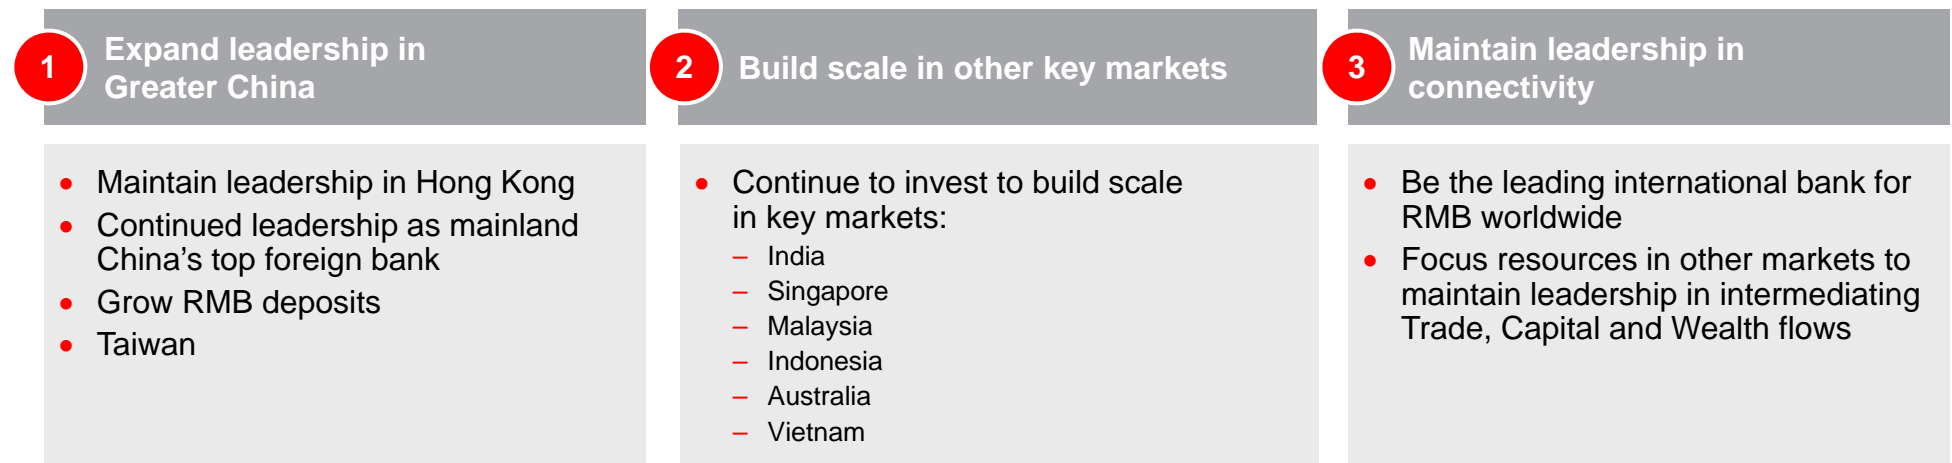 1
Expand leadership in
Greater China
• Maintain leadership in Hong Kong
• Continued leadership as mainland
China’s top foreign bank
• Grow RMB deposits
• Taiwan
2
Build scale in other key markets
• Continue to invest to build scale
in key markets:
– India
– Singapore
– Malaysia
– Indonesia
– Australia
– Vietnam
3
Maintain leadership in
connectivity
• Be the leading international bank for
RMB worldwide
• Focus resources in other markets to
maintain leadership in intermediating
Trade, Capital and Wealth flows